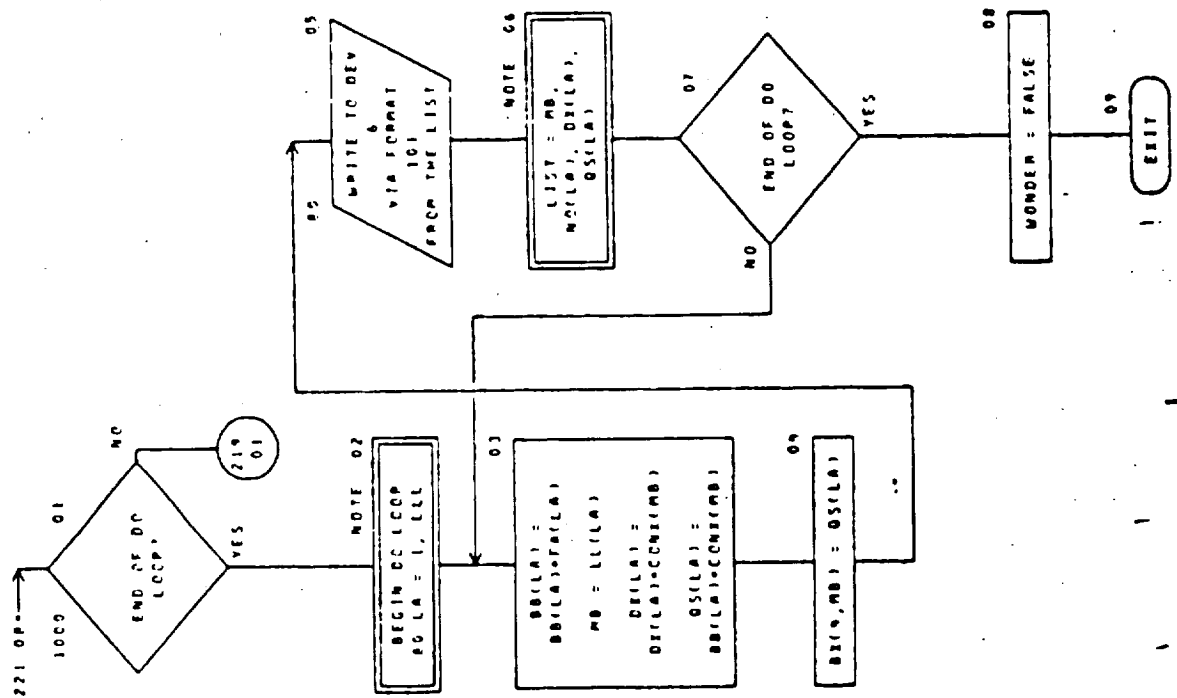 221 OP
1000
01
END OF DO
LOOP?
NO
219
01
YES
NOTE 02
BEGIN DO LOOP
LA = 1, LLL
03
BB(LA) =
BB(LA)*FA(LA)
MB = LL(LA)
DX(LA) =
DX(LA)*CONX(MB)
QS(LA) =
BB(LA)*CONX(MB)
04
BX(4,MB) = QS(LA)
05
WRITE TO DEV
6
VIA FORMAT
101
FROM THE LIST
NOTE 06
LIST = MB,
NO(LA), DX(LA),
QS(LA)
07
END OF DO
LOOP?
NO
YES
08
WONDER = FALSE
09
EXIT